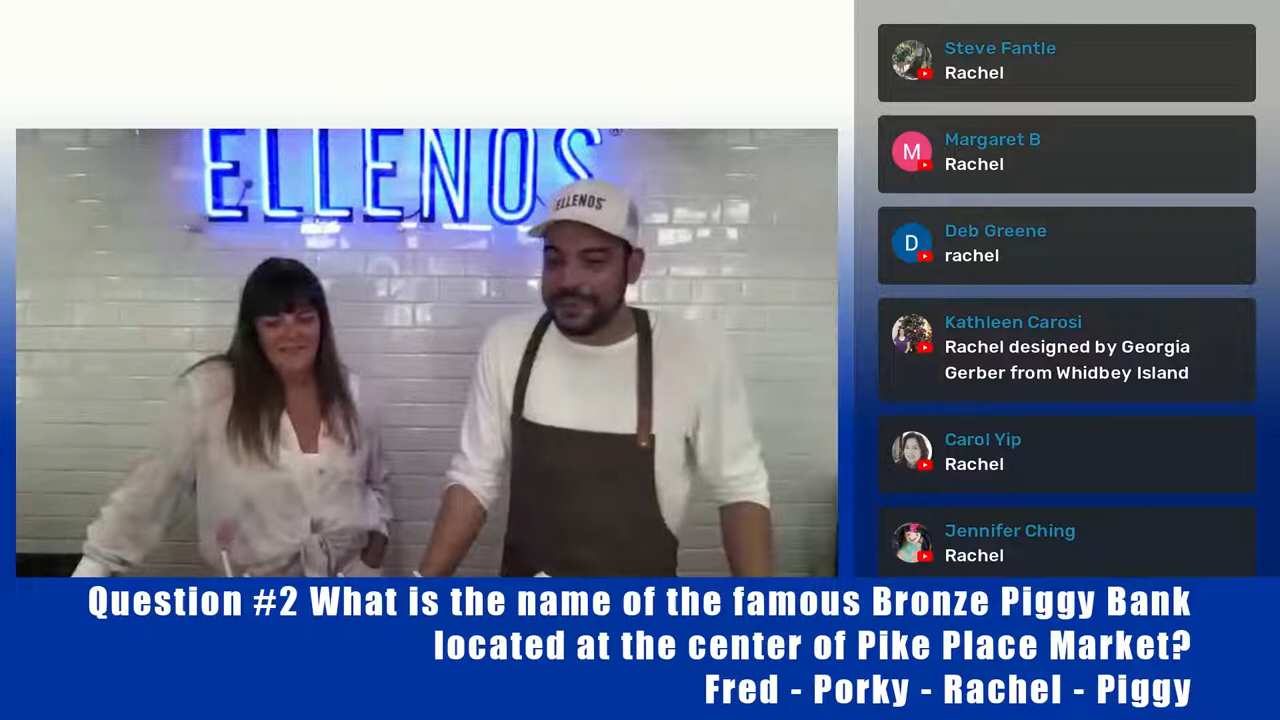 ELLENOS
ELLENOS
Steve Fantle
Rachel
M
Margaret B
Rachel
D
Deb Greene
rachel
Kathleen Carosi
Rachel designed by Georgia
Gerber from Whidbey Island
Carol Yip
Rachel
Jennifer Ching
Rachel
Question #2 What is the name of the famous Bronze Piggy Bank
located at the center of Pike Place Market?
Fred - Porky - Rachel - Piggy